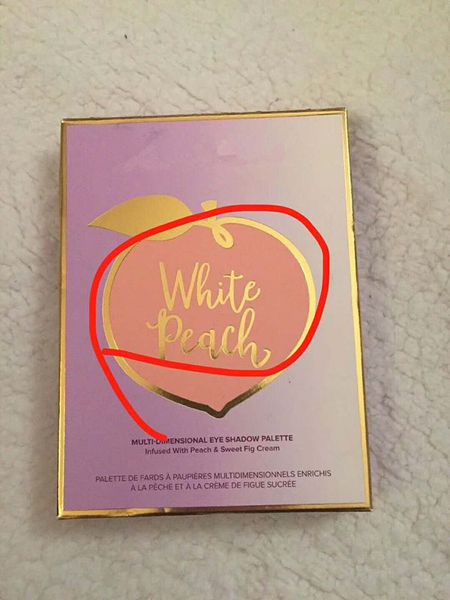 White
Peach
MULTI-DIMENSIONAL EYE SHADOW PALETTE
Infused With Peach & Sweet Fig Cream
PALETTE DE FARDS À PAUPIÈRES MULTIDIMENSIONNELS ENRICHIS
À LA PÊCHE ET À LA CRÈME DE FIGUE SUCRÉE